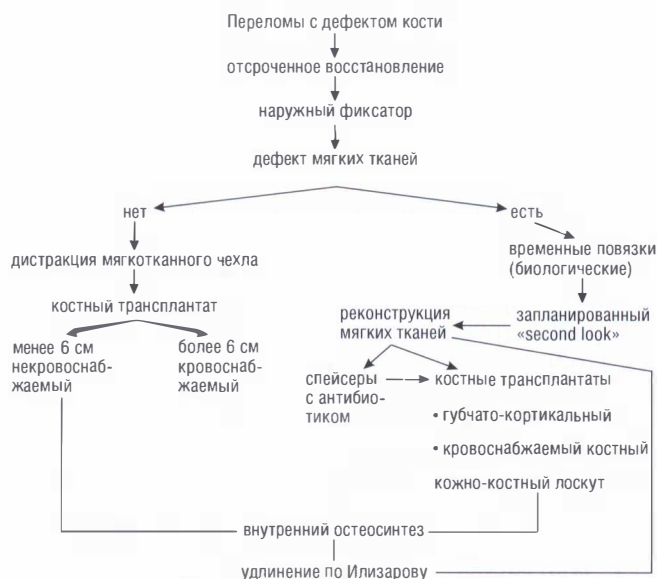 Переломы с дефектом кости
отсроченное восстановление
наружный фиксатор
дефект мягких тканей
нет
есть
дистракция мягкотканного чехла
временные повязки
(биологические)
костный трансплантат
реконструкция
мягких тканей
запланированный
«second look»
менее 6 см
некровоснаб-
жаемый
более 6 см
кровоснаб-
жаемый
спейсеры
с антибио-
тиком
костные трансплантаты
• губчато-кортикальный
• кровоснабжаемый костный
кожно-костный лоскут
внутренний остеосинтез
удлинение по Илизарову